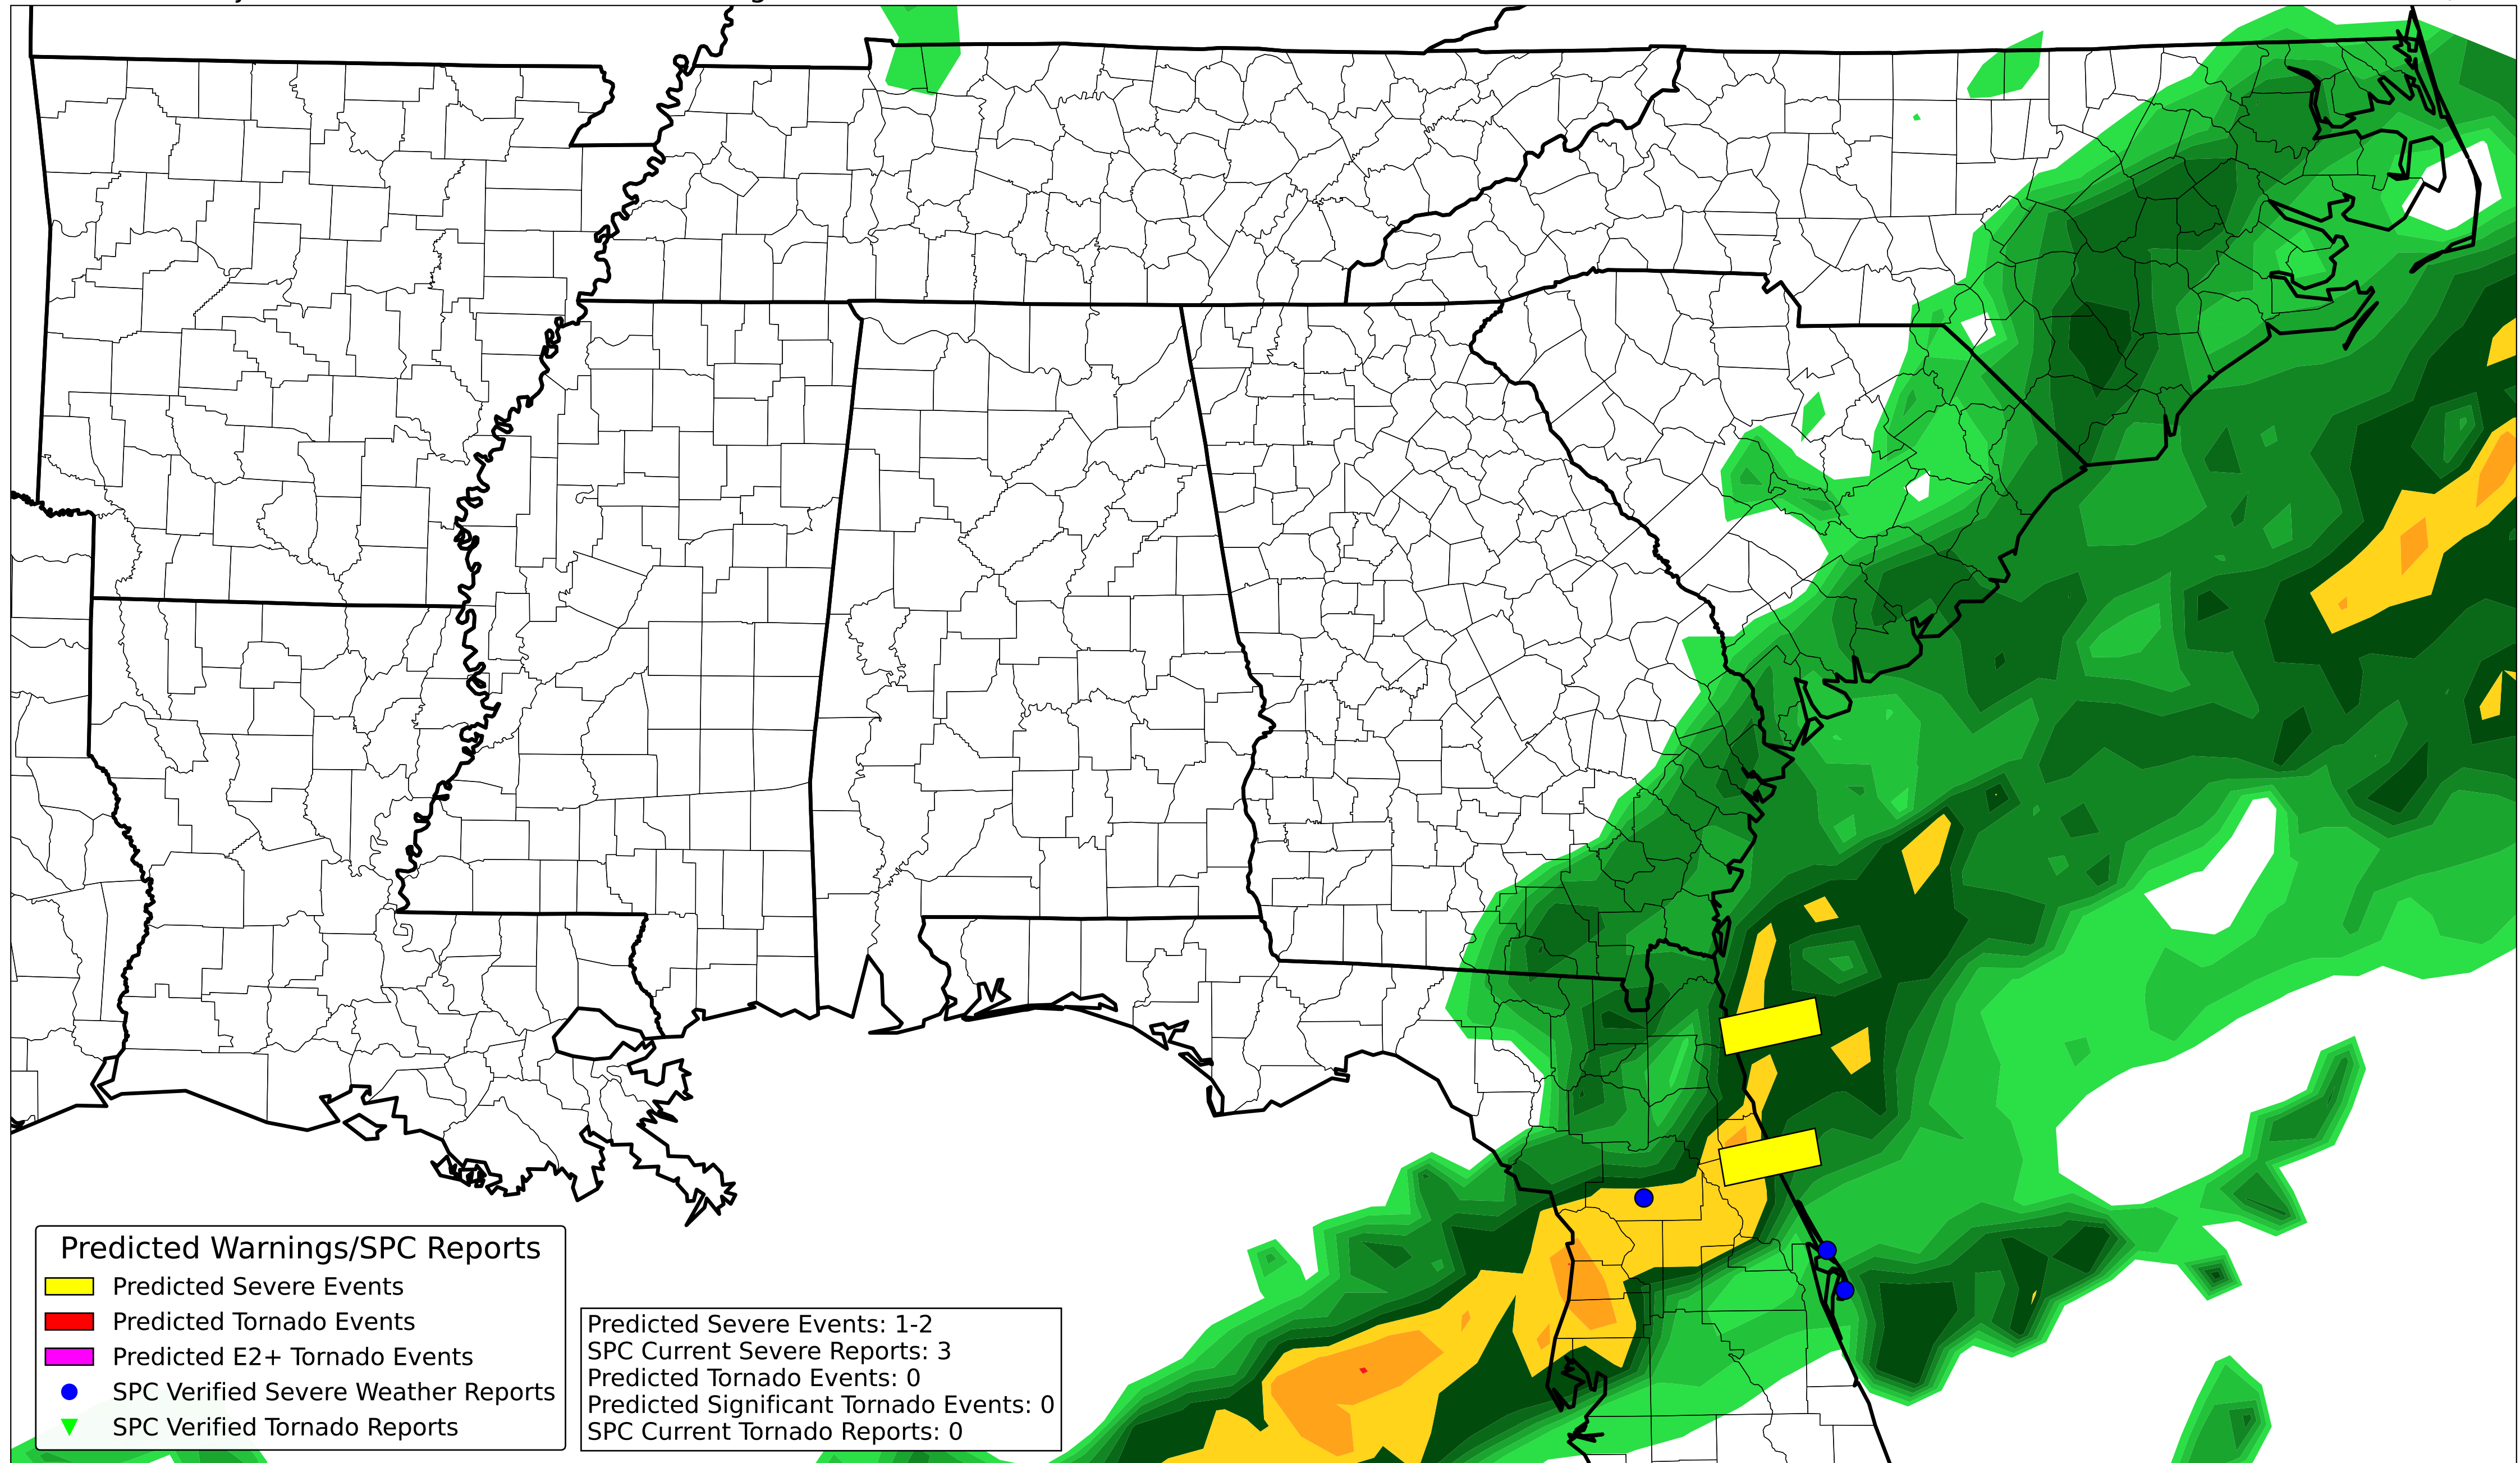 Predicted Warnings/SPC Reports
Predicted Severe Events
Predicted Tornado Events
Predicted E2+ Tornado Events
SPC Verified Severe Weather Reports
SPC Verified Tornado Reports
Predicted Severe Events: 1-2
SPC Current Severe Reports: 3
Predicted Tornado Events: 0
Predicted Significant Tornado Events: 0
SPC Current Tornado Reports: 0